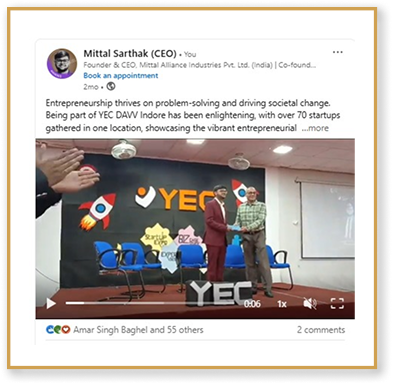 Mittal Sarthak (CEO) • You
Founder & CEO, Mittal Alliance Industries Pvt. Ltd. (India) | Co-found...
Book an appointment
2mo •
Entrepreneurship thrives on problem-solving and driving societal change.
Being part of YEC DAVV Indore has been enlightening, with over 70 startups
gathered in one location, showcasing the vibrant entrepreneurial ...more
YEC
STARTUP
EXPO
YEC
0:06 1x
Amar Singh Baghel and 55 others 2 comments